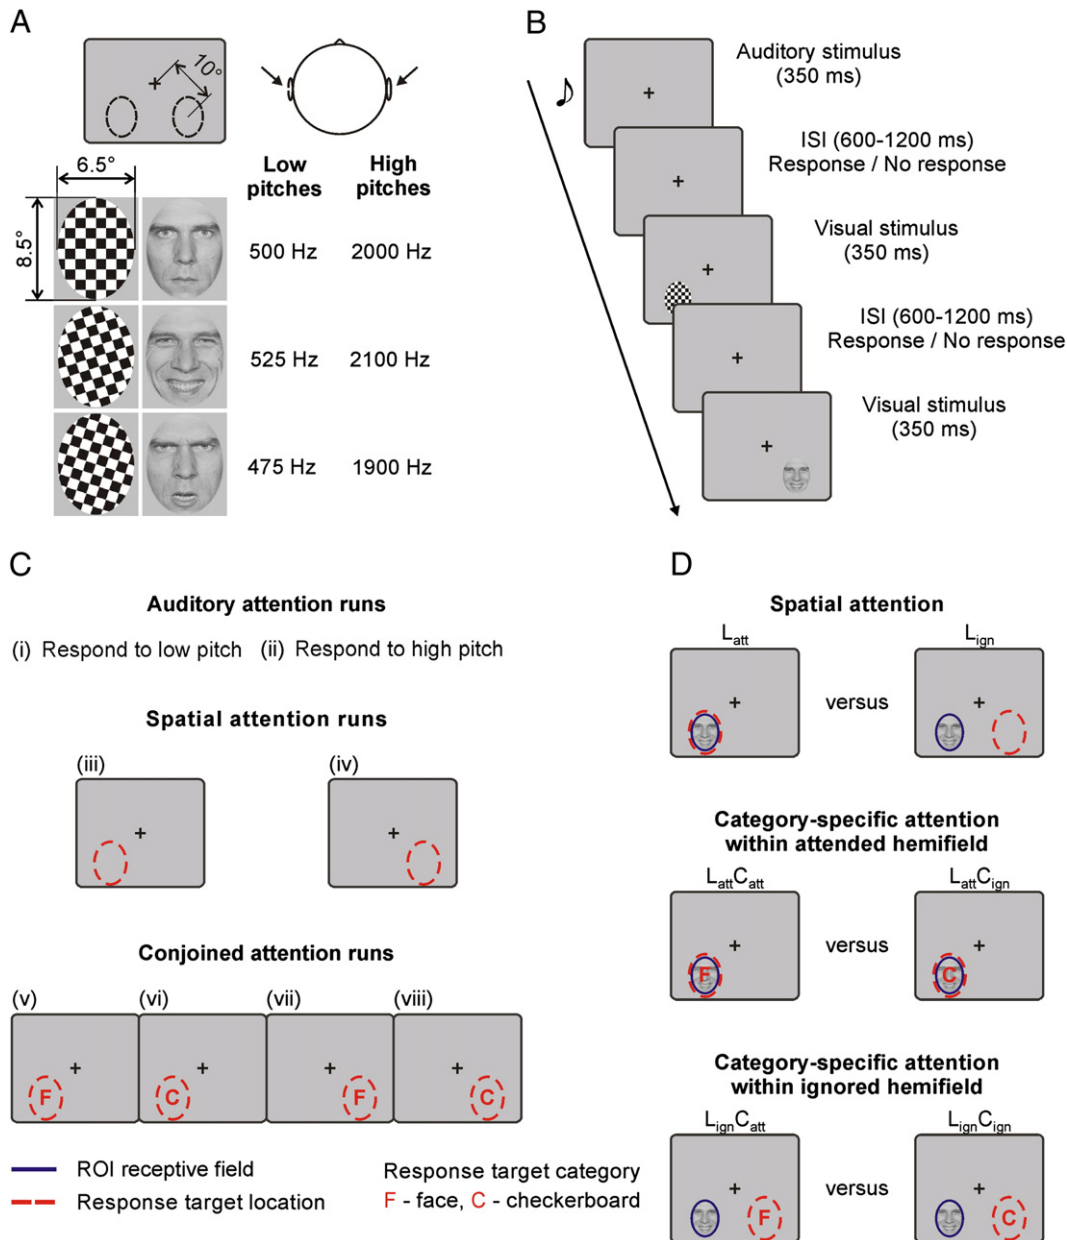 A
10°
6.5°
8.5°
Low pitches
High pitches
500 Hz
2000 Hz
525 Hz
2100 Hz
475 Hz
1900 Hz
B
Auditory stimulus
(350 ms)
ISI (600-1200 ms)
Response / No response
Visual stimulus
(350 ms)
ISI (600-1200 ms)
Response / No response
Visual stimulus
(350 ms)
C
Auditory attention runs
(i) Respond to low pitch (ii) Respond to high pitch
Spatial attention runs
(iii)
(iv)
Conjoined attention runs
(v)
(vi)
(vii)
(viii)
F
C
F
C
ROI receptive field
Response target location
Response target category
F - face, C - checkerboard
D
Spatial attention
Latt
Lign
versus
Category-specific attention
within attended hemifield
LattCatt
LattCign
F
versus
C
Category-specific attention
within ignored hemifield
LignCatt
LignCign
F
versus
C